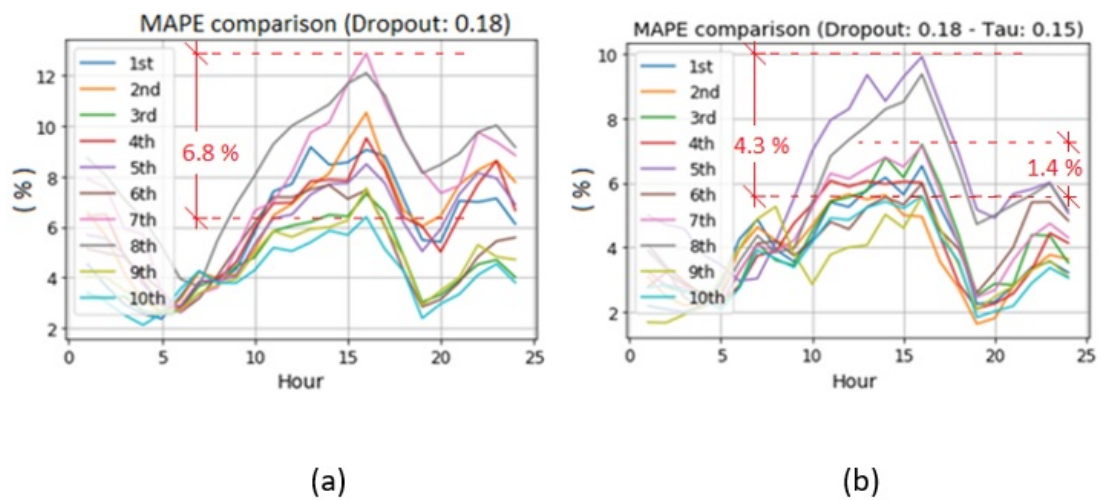 MAPE comparison (Dropout: 0.18)
12
10
8
6
4
2
( % )
1st
2nd
3rd
4th
5th
6th
7th
8th
9th
10th
6.8 %
0
5
10
15
20
25
Hour
(a)
MAPE comparison (Dropout: 0.18 - Tau: 0.15)
10
8
6
4
2
( % )
1st
2nd
3rd
4th
5th
6th
7th
8th
9th
10th
4.3 %
1.4 %
0
5
10
15
20
25
Hour
(b)